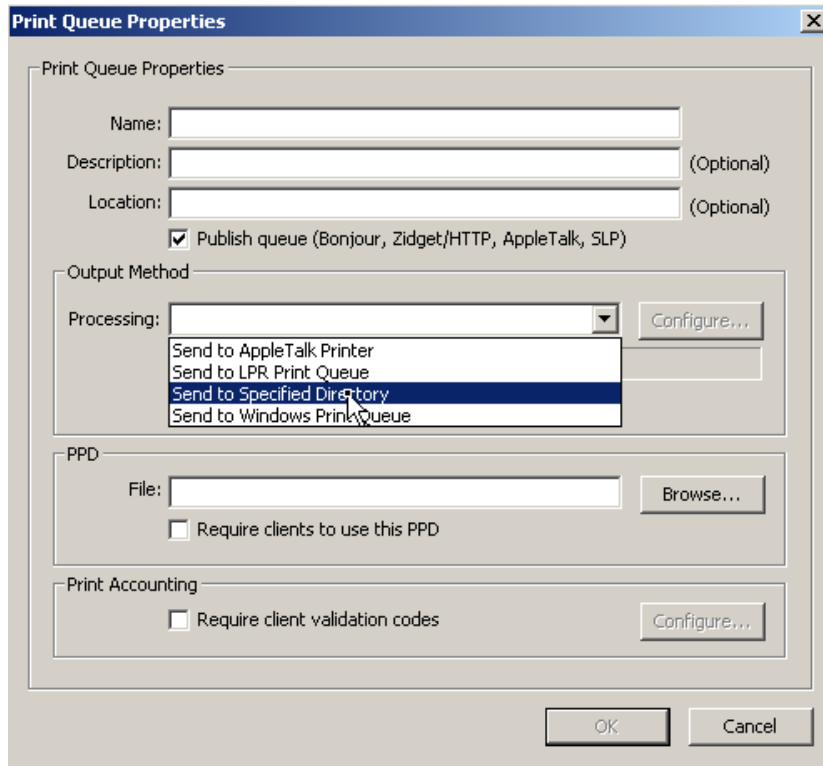 Print Queue Properties
Print Queue Properties
Name:
Description: (Optional)
Location: (Optional)
Publish queue (Bonjour, Zidget/HTTP, AppleTalk, SLP)
Output Method
Processing: Configure...
Send to AppleTalk Printer
Send to LPR Print Queue
Send to Specified Directory
Send to Windows Print Queue
PPD
File: Browse...
Require clients to use this PPD
Print Accounting
Require client validation codes Configure...
OK Cancel